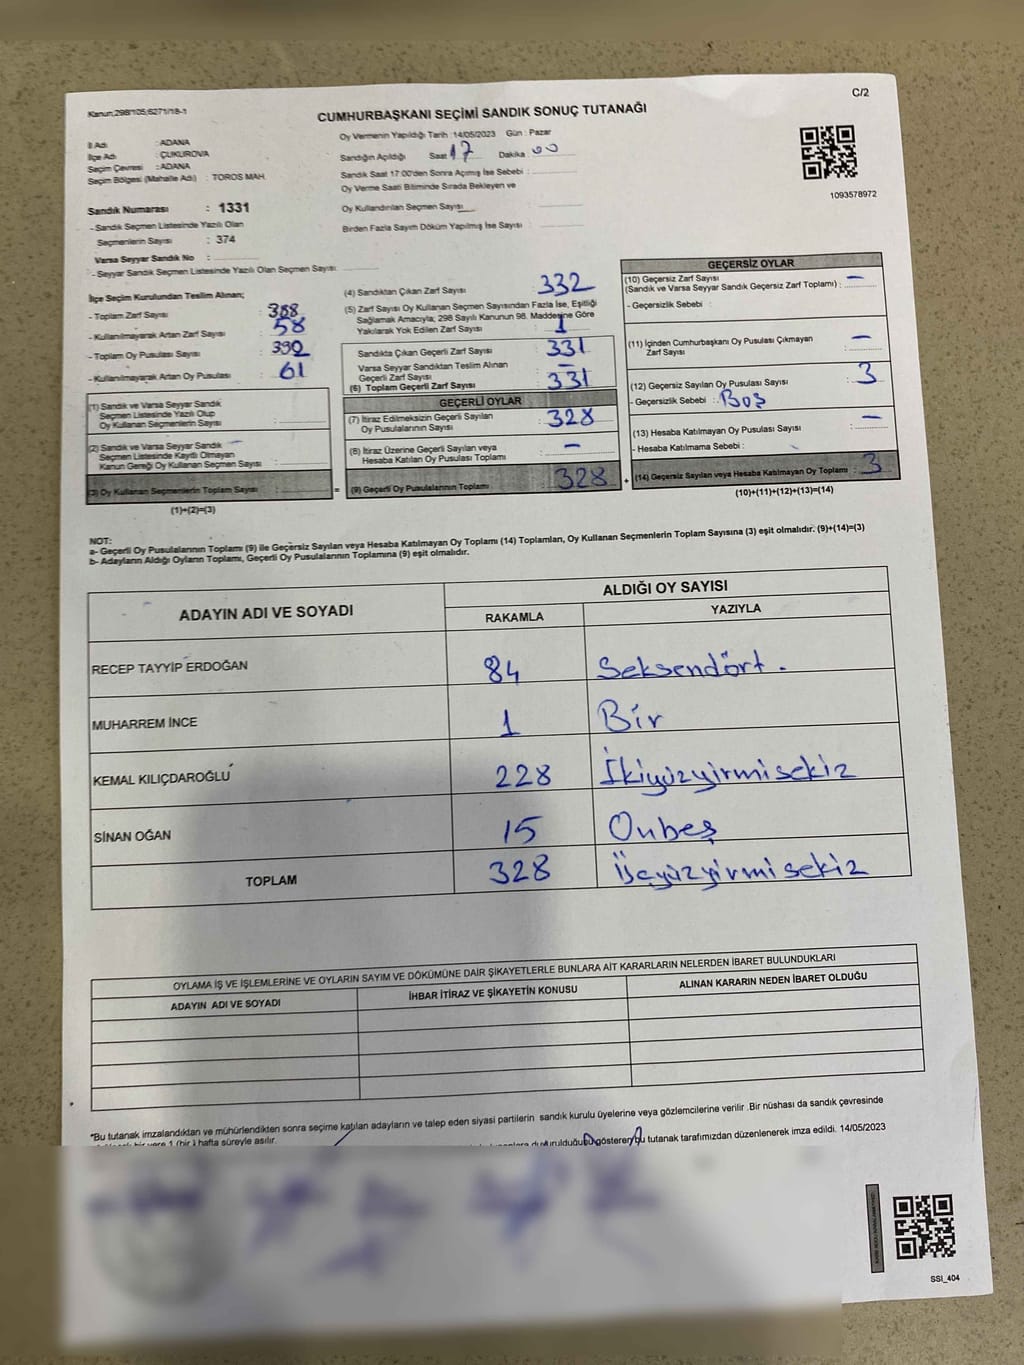 Kanun;298/105;6271/18-1
C/2
CUMHURBAŞKANI SEÇİMİ SANDIK SONUÇ TUTANAĞI
Oy Vermenin Yapıldığı Tarih :14/05/2023 Gün : Pazar
İl Adı : ADANA
İlçe Adı : ÇUKUROVA
Seçim Çevresi : ADANA
Seçim Bölgesi (Mahalle Adı) : TOROS MAH.
Sandığın Açıldığı Saat 17 Dakika 00
Sandık Saat 17:00'den Sonra Açımış İse Sebebi :
Oy Verme Saati Bitiminde Sırada Bekleyen ve
Oy Kullandırılan Seçmen Sayısı
Birden Fazla Sayım Döküm Yapılmış İse Sayısı :
1093578972
Sandık Numarası : 1331
- Sandık Seçmen Listesinde Yazılı Olan
Seçmenlerin Sayısı : 374
Varsa Seyyar Sandık No :
- Seyyar Sandık Seçmen Listesinde Yazılı Olan Seçmen Sayısı
İlçe Seçim Kurulundan Teslim Alınan;
- Toplam Zarf Sayısı : 388
- Kullanılmayarak Artan Zarf Sayısı : 58
- Toplam Oy Pusulası Sayısı : 392
- Kullanılmayarak Artan Oy Pusulası : 61
(1) Sandık ve Varsa Seyyar Sandık
Seçmen Listesinde Yazılı Olup
Oy Kullanan Seçmenlerin Sayısı :
(2) Sandık ve Varsa Seyyar Sandık
Seçmen Listesinde Kayıtlı Olmayan
Kanun Gereği Oy Kullanan Seçmen Sayısı :
(3) Oy Kullanan Seçmenlerin Toplam Sayısı :
(1)+(2)=(3)
(4) Sandıktan Çıkan Zarf Sayısı : 332
(5) Zarf Sayısı Oy Kullanan Seçmen Sayısından Fazla İse, Eşitliği
Sağlamak Amacıyla; 298 Sayılı Kanunun 98. Maddesine Göre
Yakılarak Yok Edilen Zarf Sayısı : 1
Sandıkta Çıkan Geçerli Zarf Sayısı : 331
Varsa Seyyar Sandıktan Teslim Alınan
Geçerli Zarf Sayısı : -
(6) Toplam Geçerli Zarf Sayısı : 331
GEÇERLİ OYLAR
(7) İtiraz Edilmeksizin Geçerli Sayılan
Oy Pusulalarının Sayısı : 328
(8) İtiraz Üzerine Geçerli Sayılan veya
Hesaba Katılan Oy Pusulası Toplamı : -
= (9) Geçerli Oy Pusulalarının Toplamı : 328
GEÇERSİZ OYLAR
(10) Geçersiz Zarf Sayısı
(Sandık ve Varsa Seyyar Sandık Geçersiz Zarf Toplamı) : -
- Geçersizlik Sebebi :
(11) İçinden Cumhurbaşkanı Oy Pusulası Çıkmayan
Zarf Sayısı : -
(12) Geçersiz Sayılan Oy Pusulası Sayısı : 3
- Geçersizlik Sebebi : Boş
(13) Hesaba Katılmayan Oy Pusulası Sayısı : -
- Hesaba Katılmama Sebebi :
+ (14) Geçersiz Sayılan veya Hesaba Katılmayan Oy Toplamı : 3
(10)+(11)+(12)+(13)=(14)
NOT:
a- Geçerli Oy Pusulalarının Toplamı (9) ile Geçersiz Sayılan veya Hesaba Katılmayan Oy Toplamı (14) Toplamları, Oy Kullanan Seçmenlerin Toplam Sayısına (3) eşit olmalıdır. (9)+(14)=(3)
b- Adayların Aldığı Oyların Toplamı, Geçerli Oy Pusulalarının Toplamına (9) eşit olmalıdır.
ADAYIN ADI VE SOYADI
ALDIĞI OY SAYISI
RAKAMLA YAZIYLA
RECEP TAYYİP ERDOĞAN 84 Seksendört.
MUHARREM İNCE 1 Bir
KEMAL KILIÇDAROĞLU 228 İkiyüzyirmisekiz
SİNAN OĞAN 15 Onbeş
TOPLAM 328 Üçyüzyirmisekiz
OYLAMA İŞ VE İŞLEMLERİNE VE OYLARIN SAYIM VE DÖKÜMÜNE DAİR ŞİKAYETLERLE BUNLARA AİT KARARLARIN NELERDEN İBARET BULUNDUKLARI
ADAYIN ADI VE SOYADI İHBAR İTİRAZ VE ŞİKAYETİN KONUSU ALINAN KARARIN NEDEN İBARET OLDUĞU
*Bu tutanak imzalandıktan ve mühürlendikten sonra seçime katılan adayların ve talep eden siyasi partilerin sandık kurulu üyelerine veya gözlemcilerine verilir .Bir nüshası da sandık çevresinde
1 (bir) hafta süreyle asılır. gösteren bu tutanak tarafımızdan düzenlenerek imza edildi. 14/05/2023
SSI_404